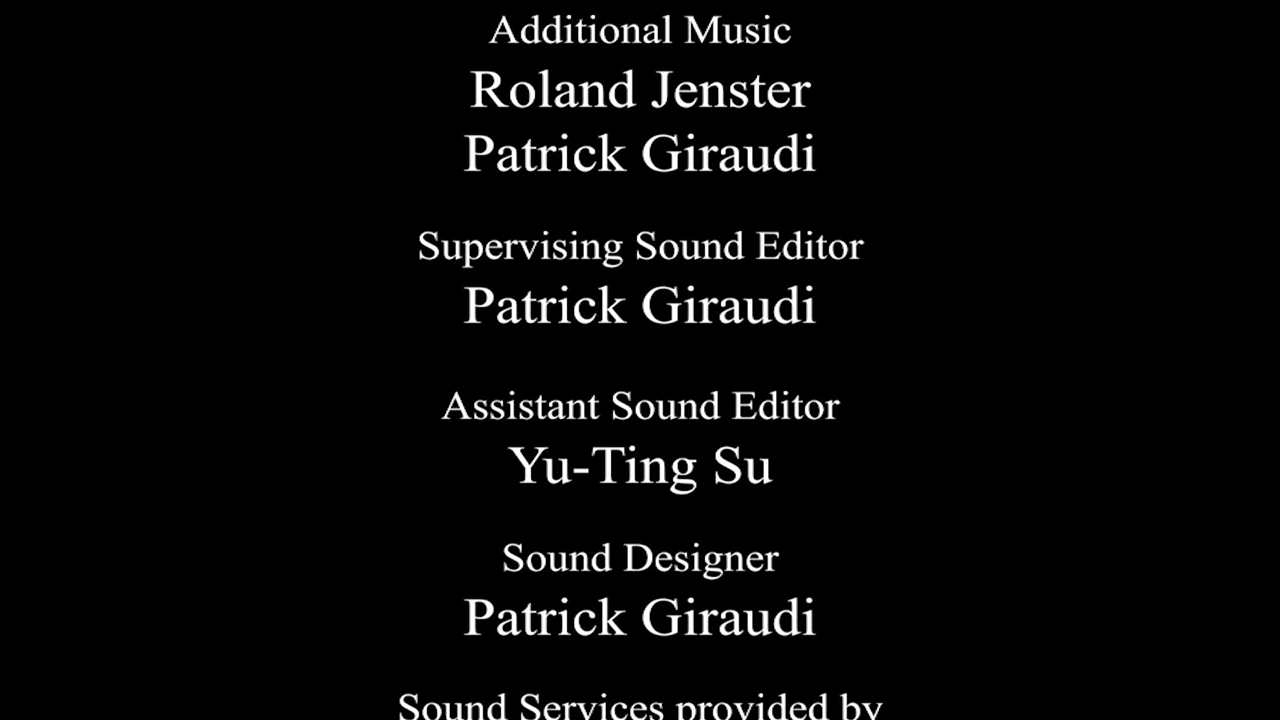 Additional Music
Roland Jenster
Patrick Giraudi
Supervising Sound Editor
Patrick Giraudi
Assistant Sound Editor
Yu-Ting Su
Sound Designer
Patrick Giraudi
Sound Services provided by